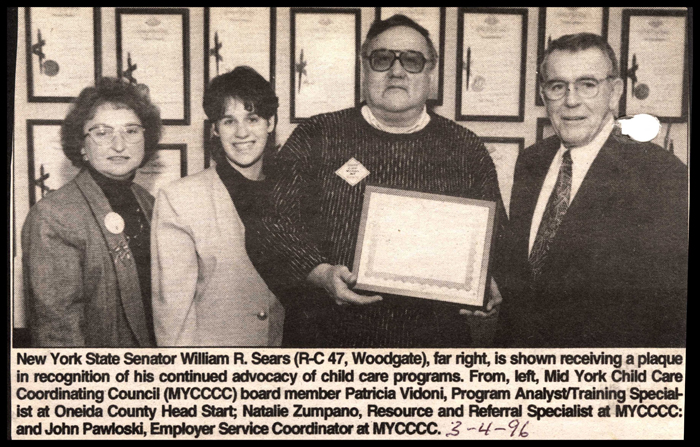 New York State Senator William R. Sears (R-C 47, Woodgate), far right, is shown receiving a plaque
in recognition of his continued advocacy of child care programs. From, left, Mid York Child Care
Coordinating Council (MYCCCC) board member Patricia Vidoni, Program Analyst/Training Special-
ist at Oneida County Head Start; Natalie Zumpano, Resource and Referral Specialist at MYCCCC:
and John Pawloski, Employer Service Coordinator at MYCCCC. 3-4-96